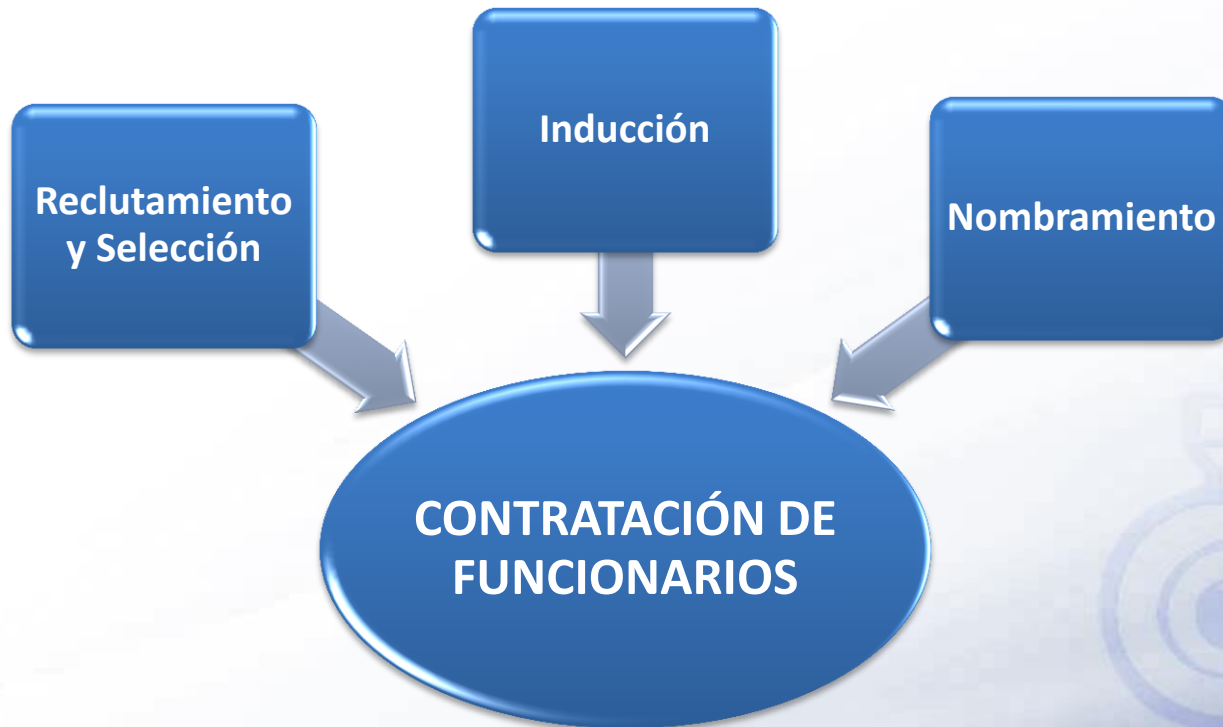 Reclutamiento
y Selección
Inducción
Nombramiento
CONTRATACIÓN DE
FUNCIONARIOS